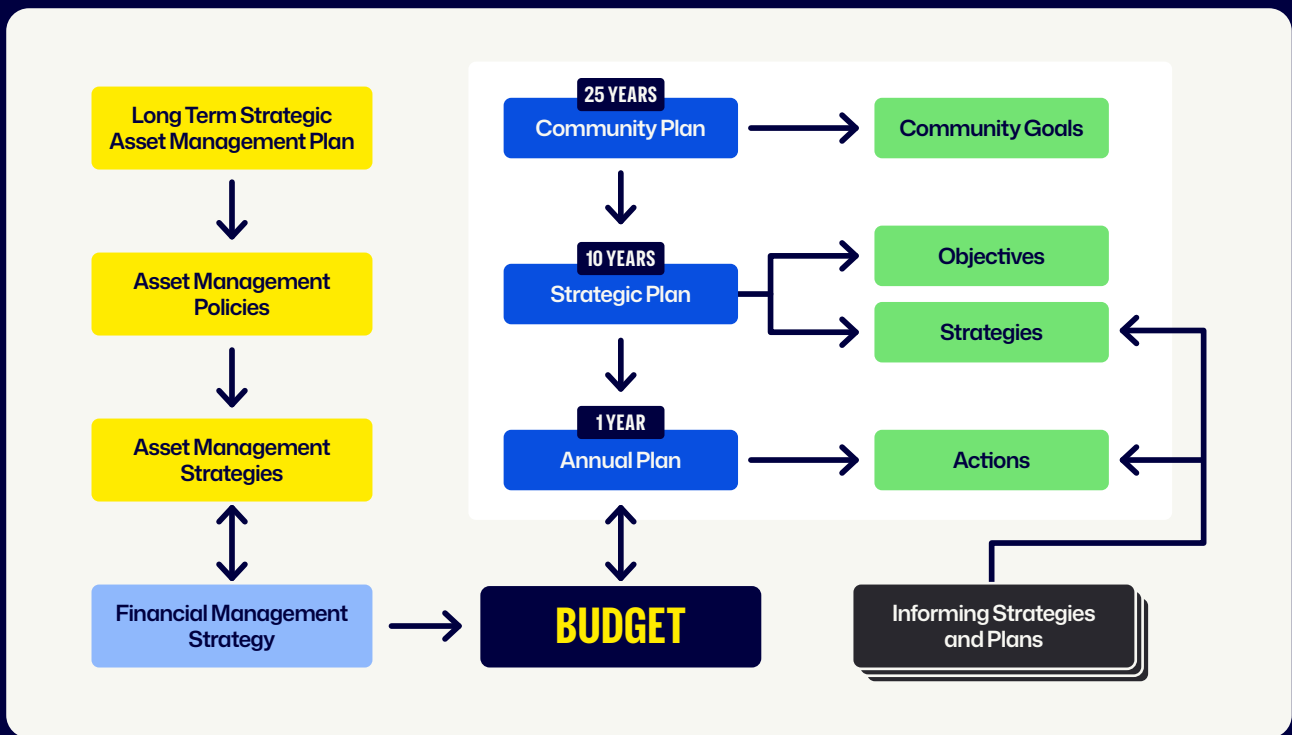 Long Term Strategic
Asset Management Plan
Asset Management
Policies
Asset Management
Strategies
Financial Management
Strategy
25 YEARS
Community Plan
10 YEARS
Strategic Plan
1 YEAR
Annual Plan
BUDGET
Community Goals
Objectives
Strategies
Actions
Informing Strategies
and Plans